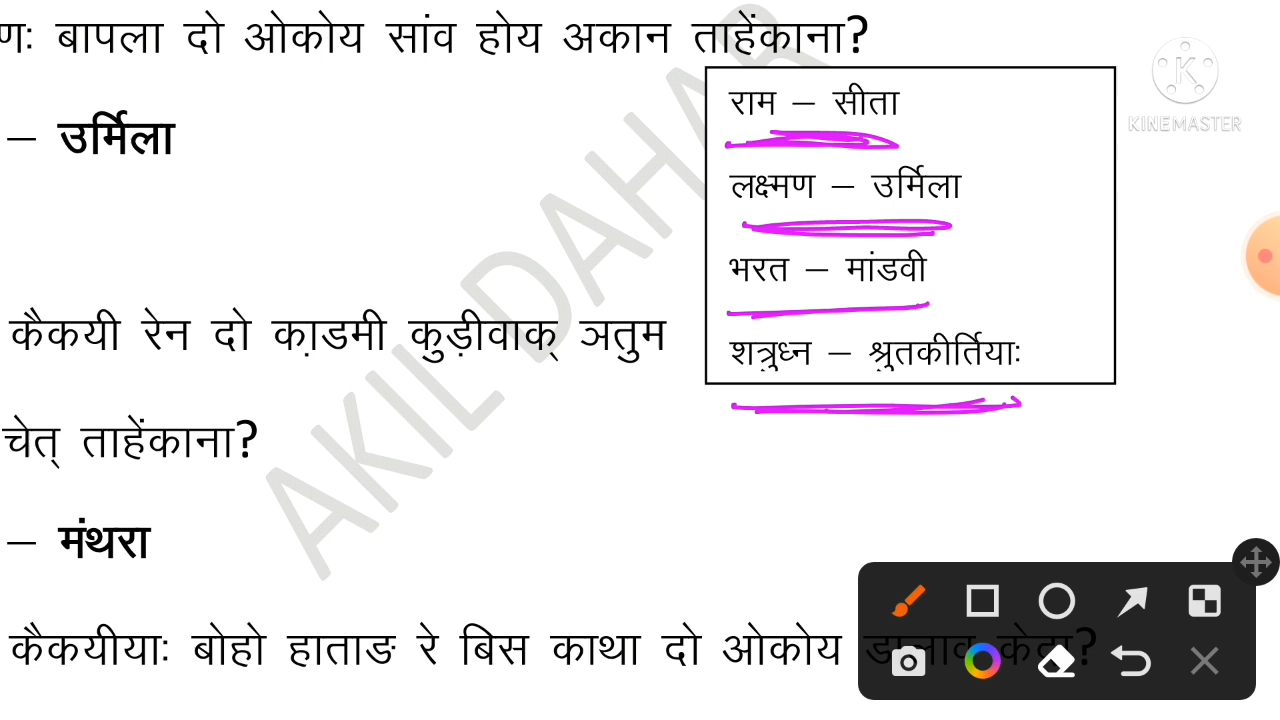 णः बापला दो ओकोय सांव होय अकान ताहेंकाना?
– उर्मिला
राम – सीता
लक्ष्मण – उर्मिला
भरत – मांडवी
शत्रुध्न – श्रुतकीर्तियाः
कैकयी रेन दो का़डमी कुड़ीवाक् ञतुम
चेत् ताहेंकाना?
– मंथरा
कैकयीयाः बोहो हाताङ रे बिस काथा दो ओकोय डालाव केदा?
AKIL DAHAR
KINEMASTER